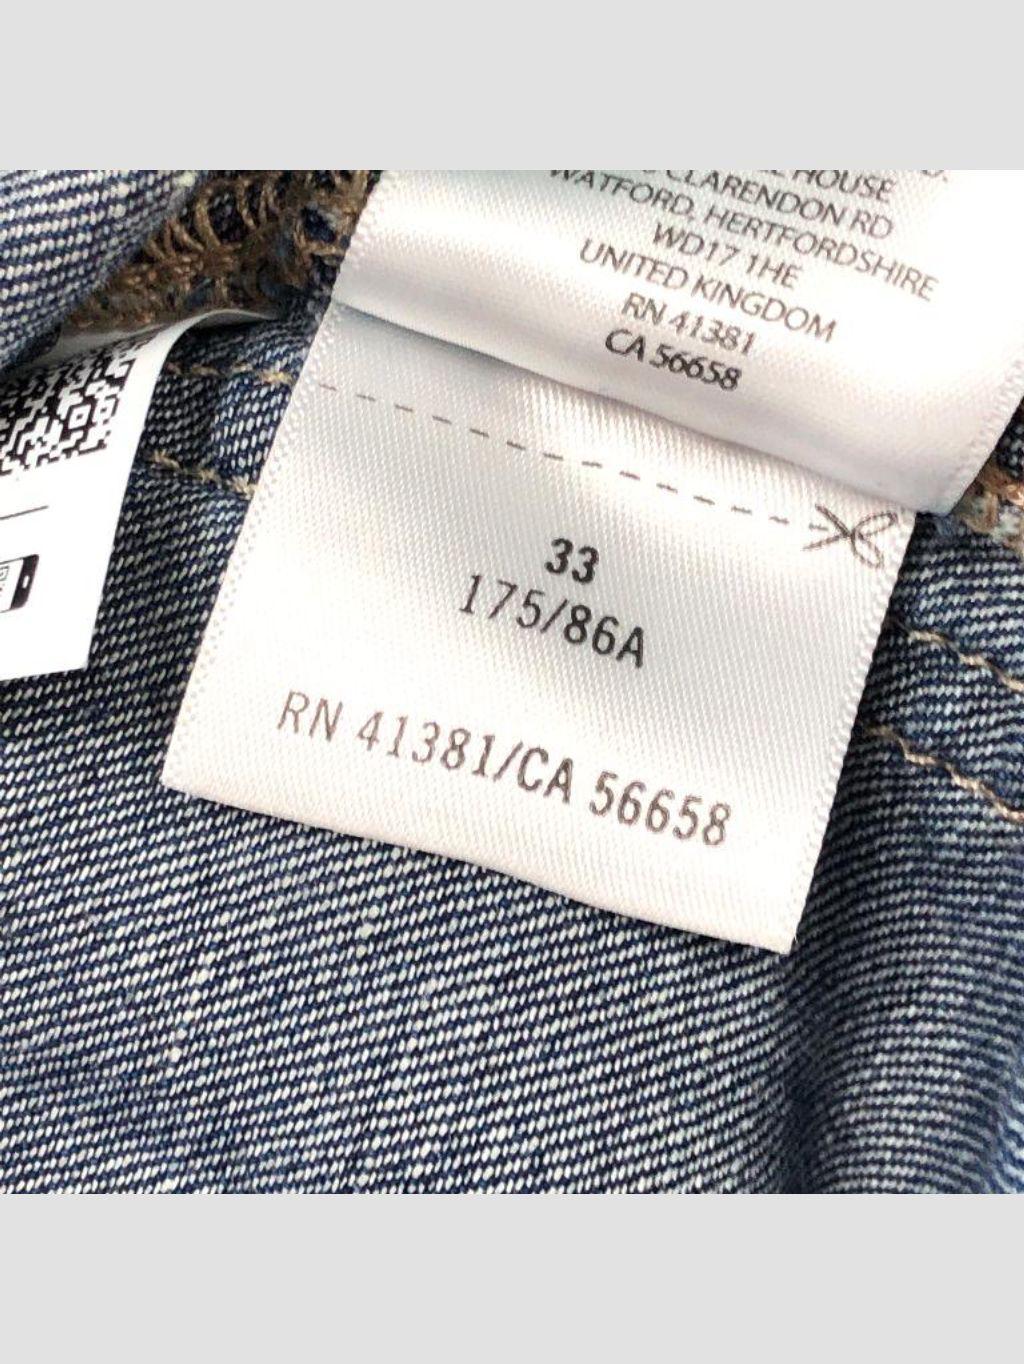 HOUSE
CLARENDON RD
WATFORD, HERTFORDSHIRE
WD17 1HE
UNITED KINGDOM
RN 41381
CA 56658
33
175/86A
RN 41381/CA 56658